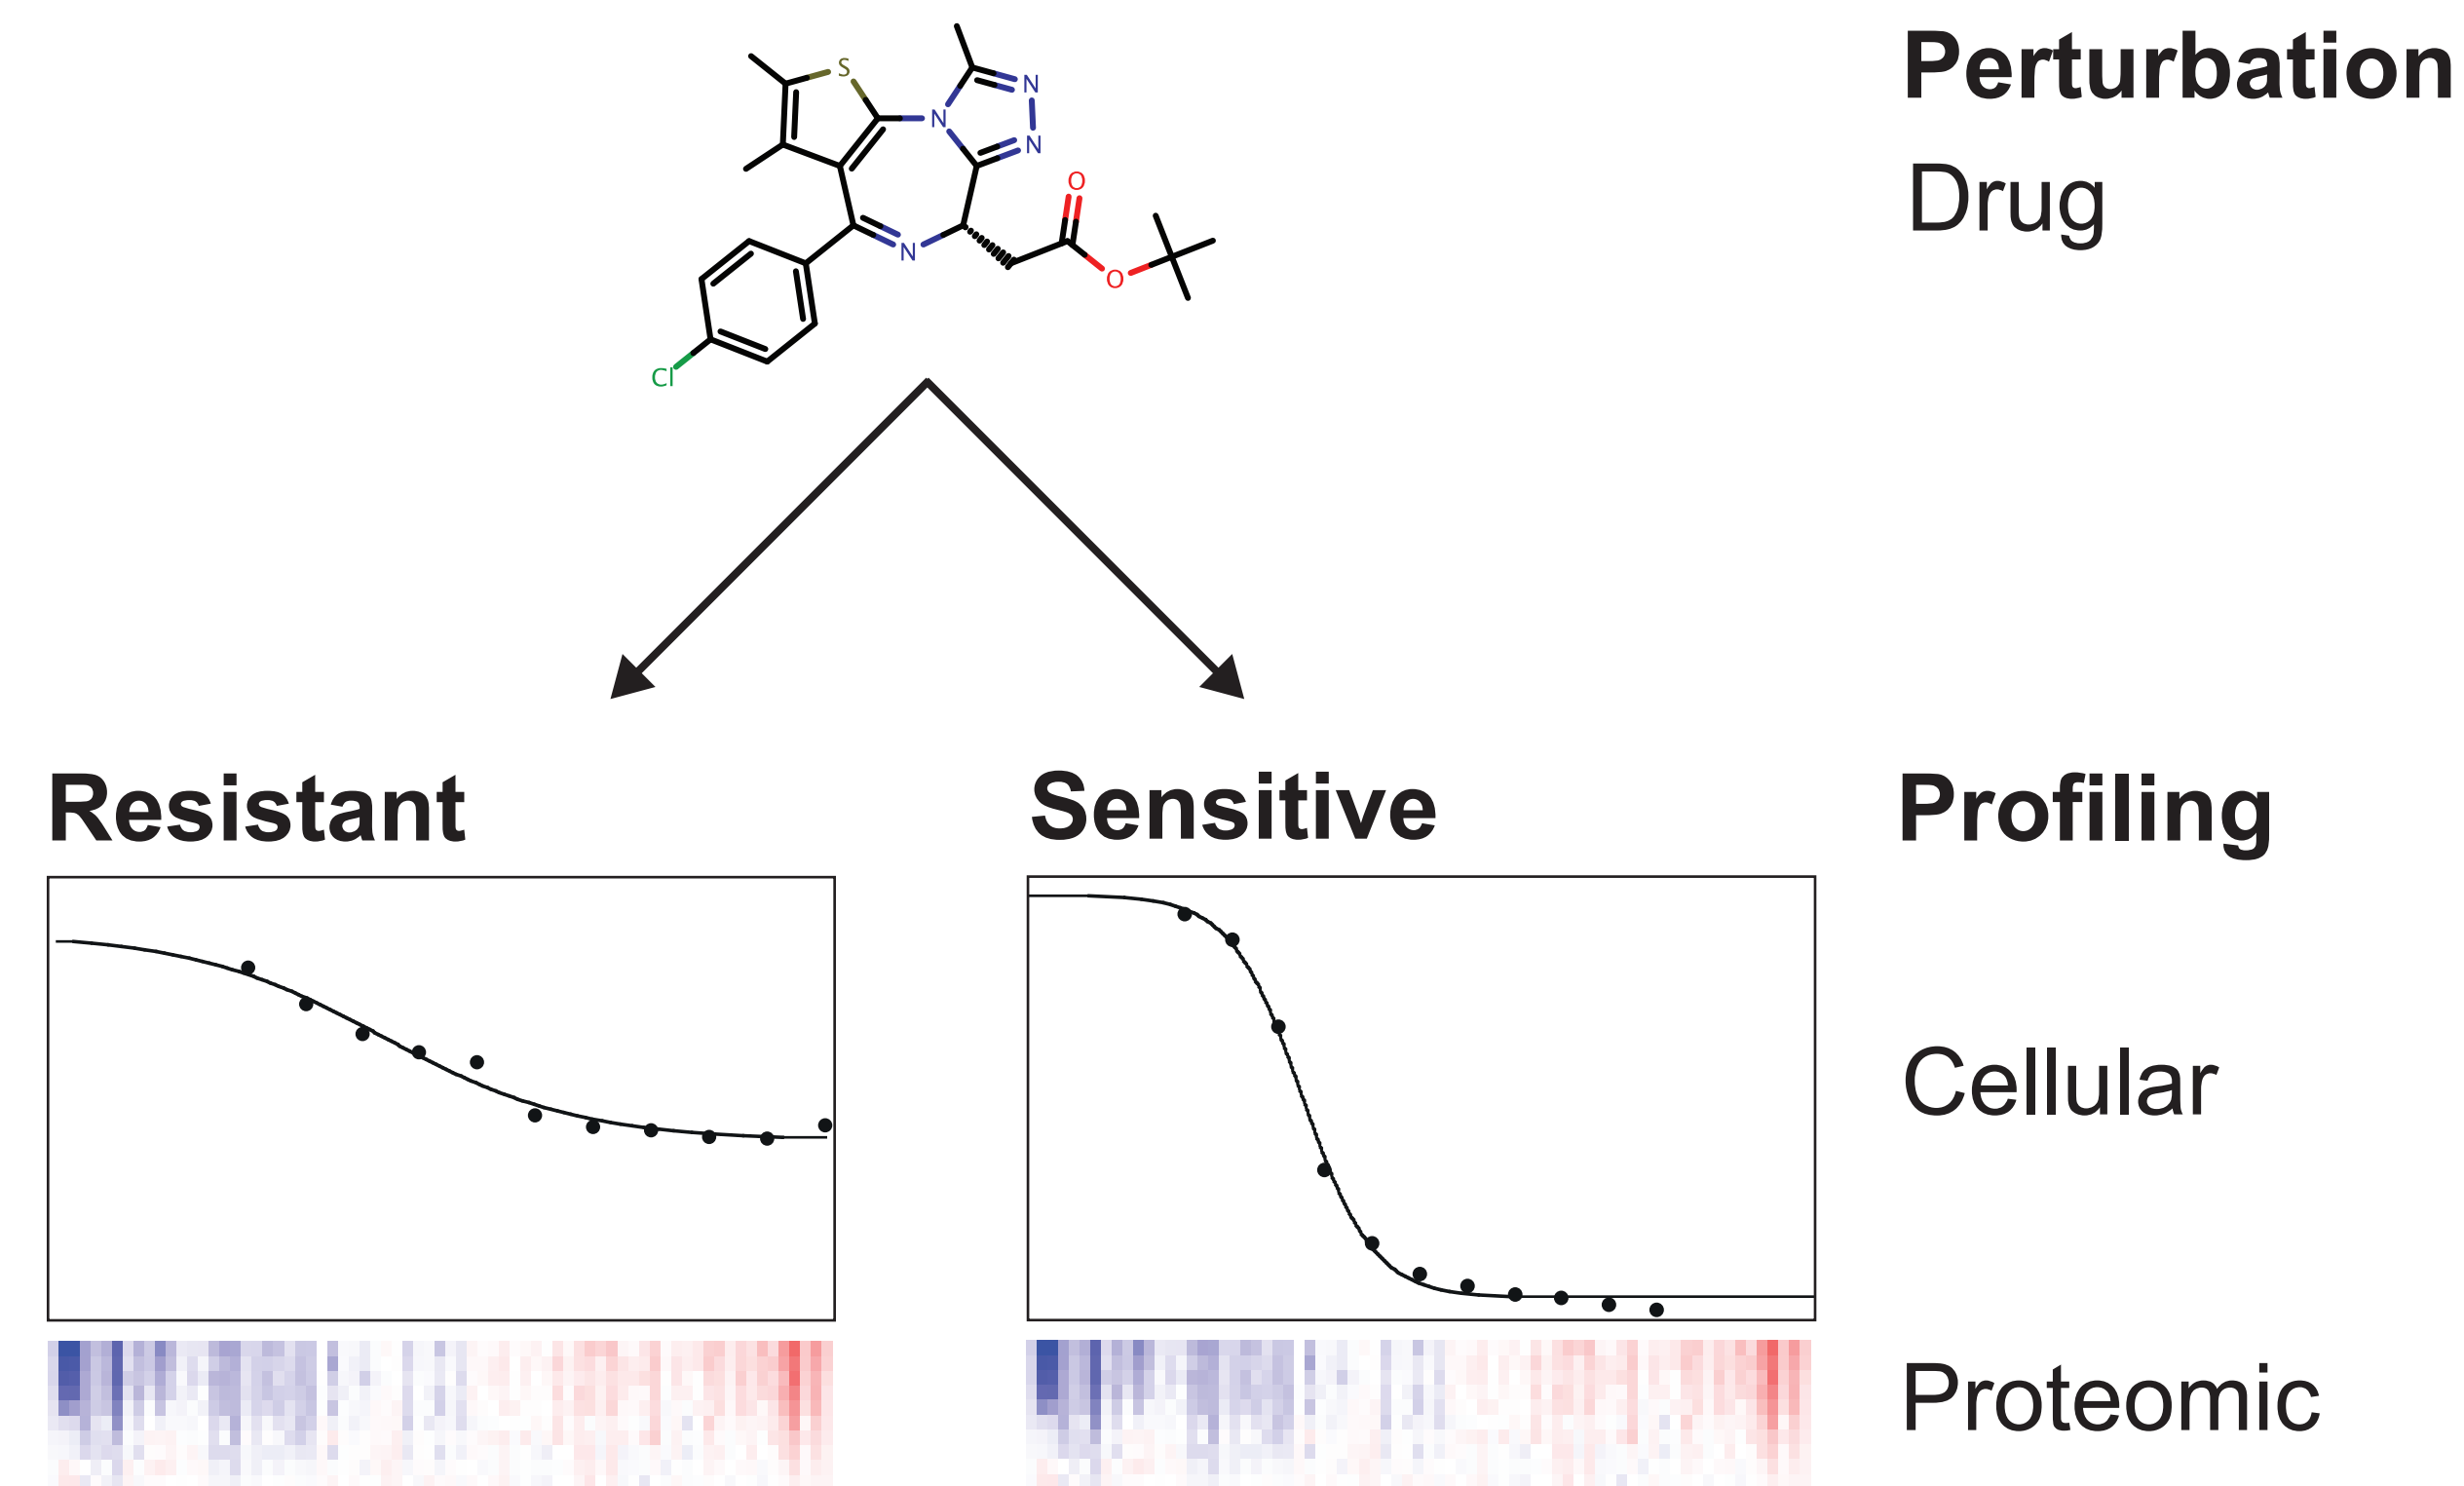 Perturbation
S
N
N
N
Drug
O
N
O
Cl
Resistant
Sensitive
Profiling
Cellular
Proteomic